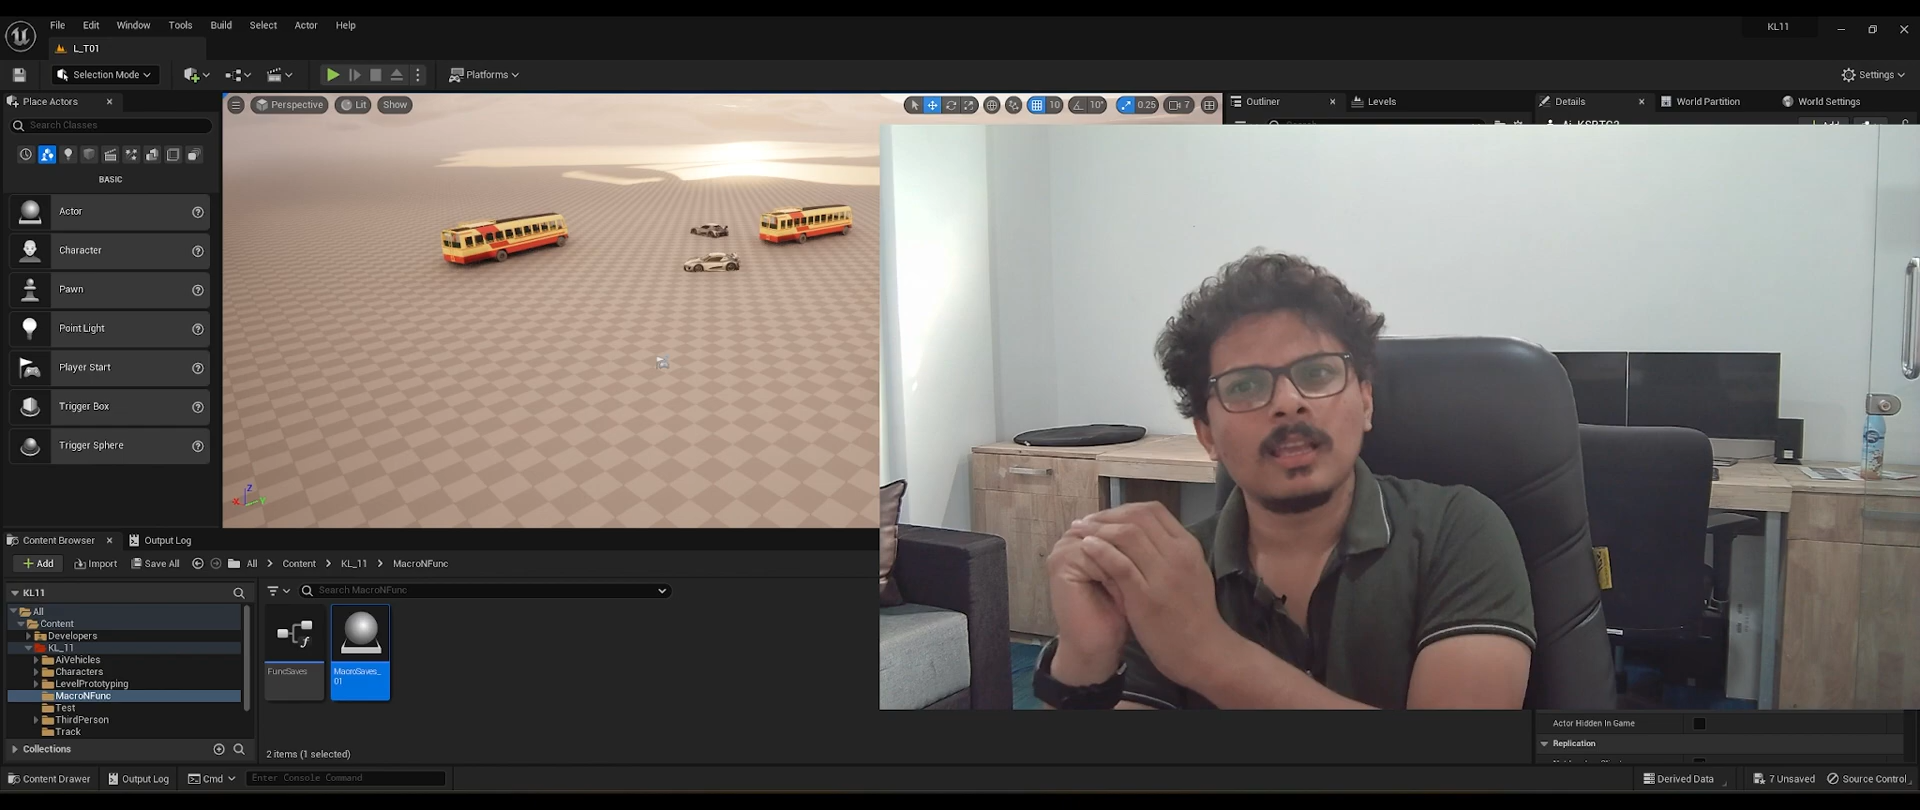 File Edit Window Tools Build Select Actor Help
KL11
L_T01
Selection Mode
Platforms
Settings
Place Actors
Search Classes
BASIC
Actor
Character
Pawn
Point Light
Player Start
Trigger Box
Trigger Sphere
Perspective Lit Show
10 10° 0.25 7
Z
X Y
Outliner Levels
Details World Partition World Settings
Content Browser Output Log
Add Import Save All All Content KL_11 MacroNFunc
KL11
All
Content
Developers
KL_11
AiVehicles
Characters
LevelPrototyping
MacroNFunc
Test
ThirdPerson
Track
Collections
Search MacroNFunc
FuncSaves
MacroSaves_
01
2 items (1 selected)
Actor Hidden In Game
Replication
Content Drawer Output Log Cmd Enter Console Command
Derived Data 7 Unsaved Source Control